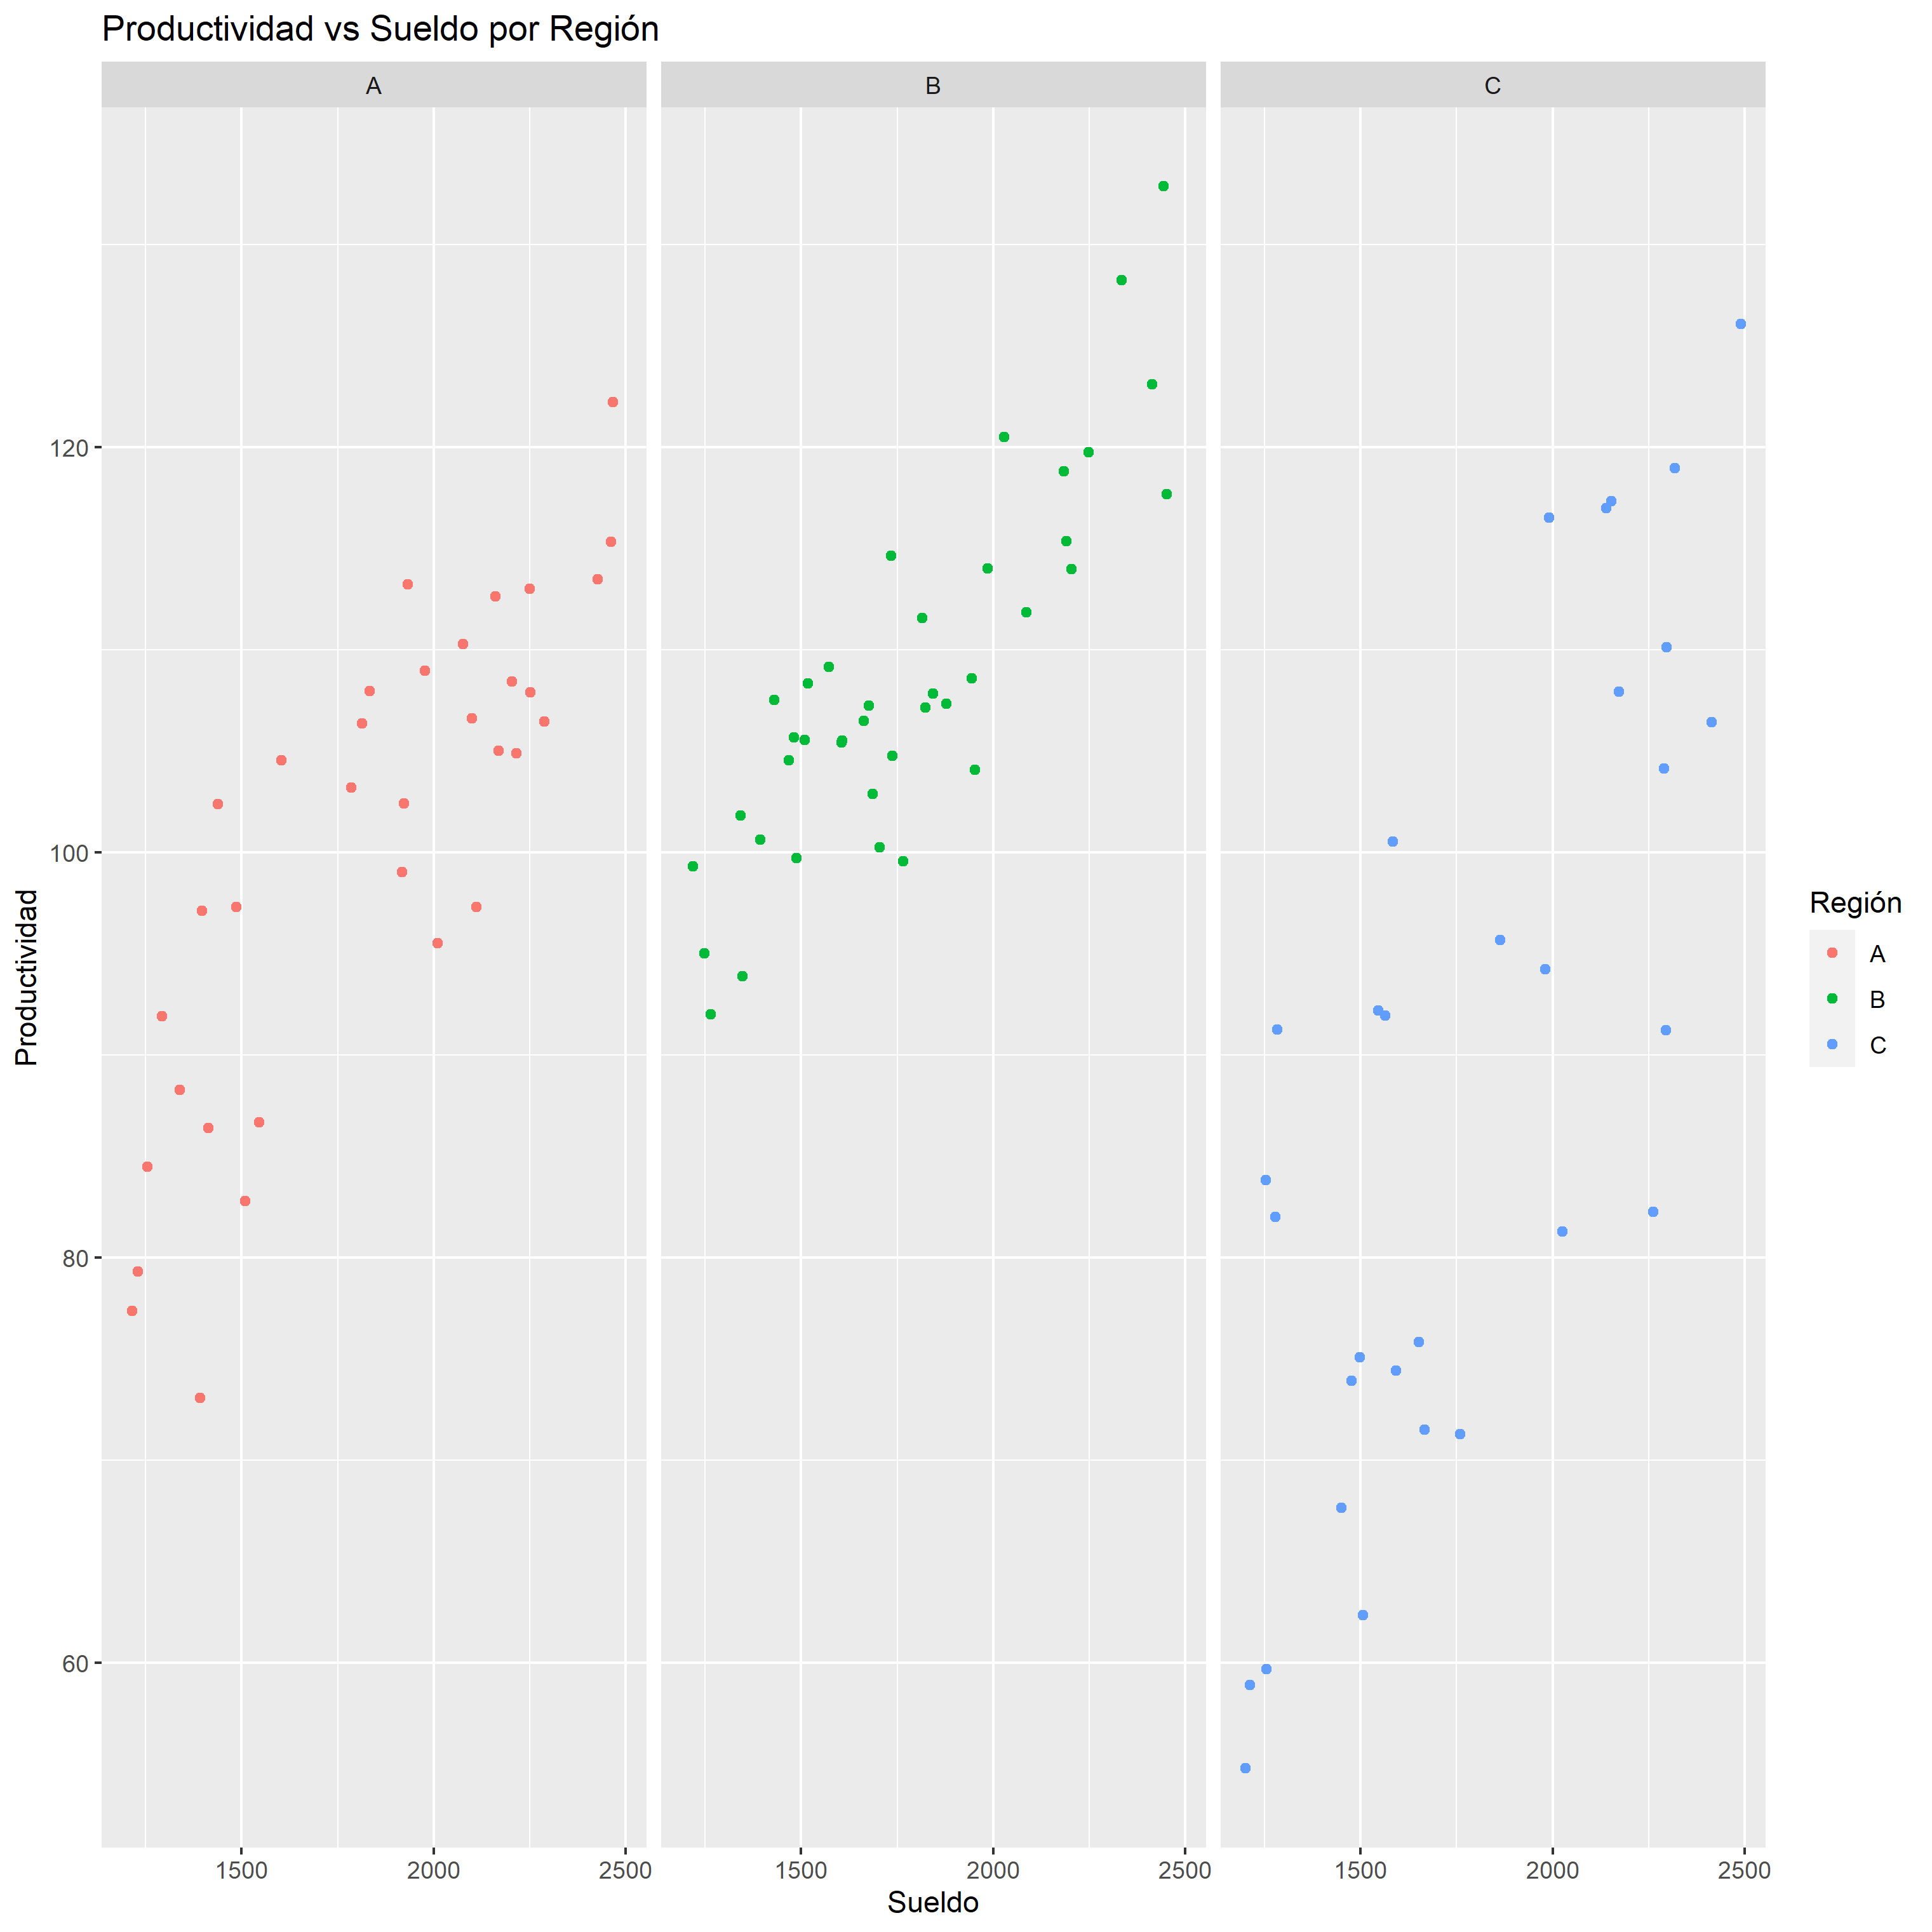 Productividad vs Sueldo por Región
A B C
120
100
80
60
Productividad
1500 2000 2500 1500 2000 2500 1500 2000 2500
Sueldo
Región
A
B
C